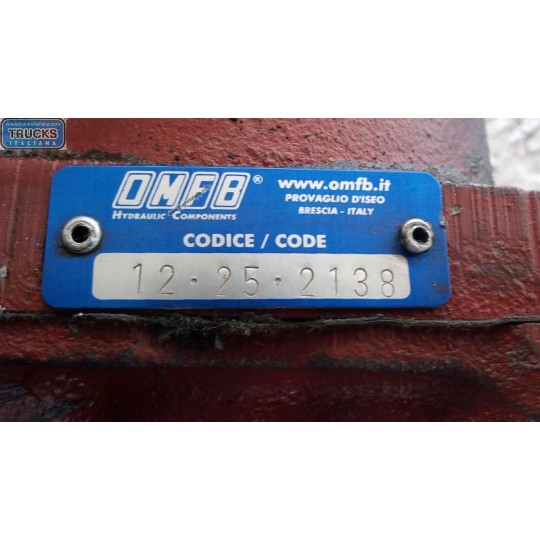 TRUCKS
ITALIANA
OMFB®
HYDRAULIC COMPONENTS
www.omfb.it
PROVAGLIO D'ISEO
BRESCIA - ITALY
CODICE / CODE
12·25·2138